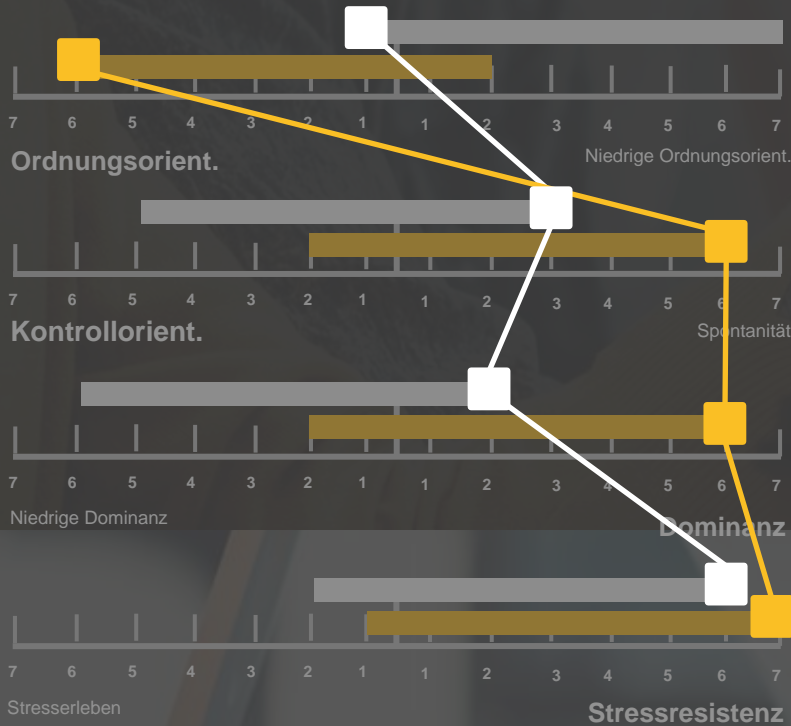 7 6 5 4 3 2 1 1 2 3 4 5 6 7
Ordnungsorient. Niedrige Ordnungsorient.
7 6 5 4 3 2 1 1 2 3 4 5 6 7
Kontrollorient. Spontanität
7 6 5 4 3 2 1 1 2 3 4 5 6 7
Niedrige Dominanz Dominanz
7 6 5 4 3 2 1 1 2 3 4 5 6 7
Stresserleben Stressresistenz